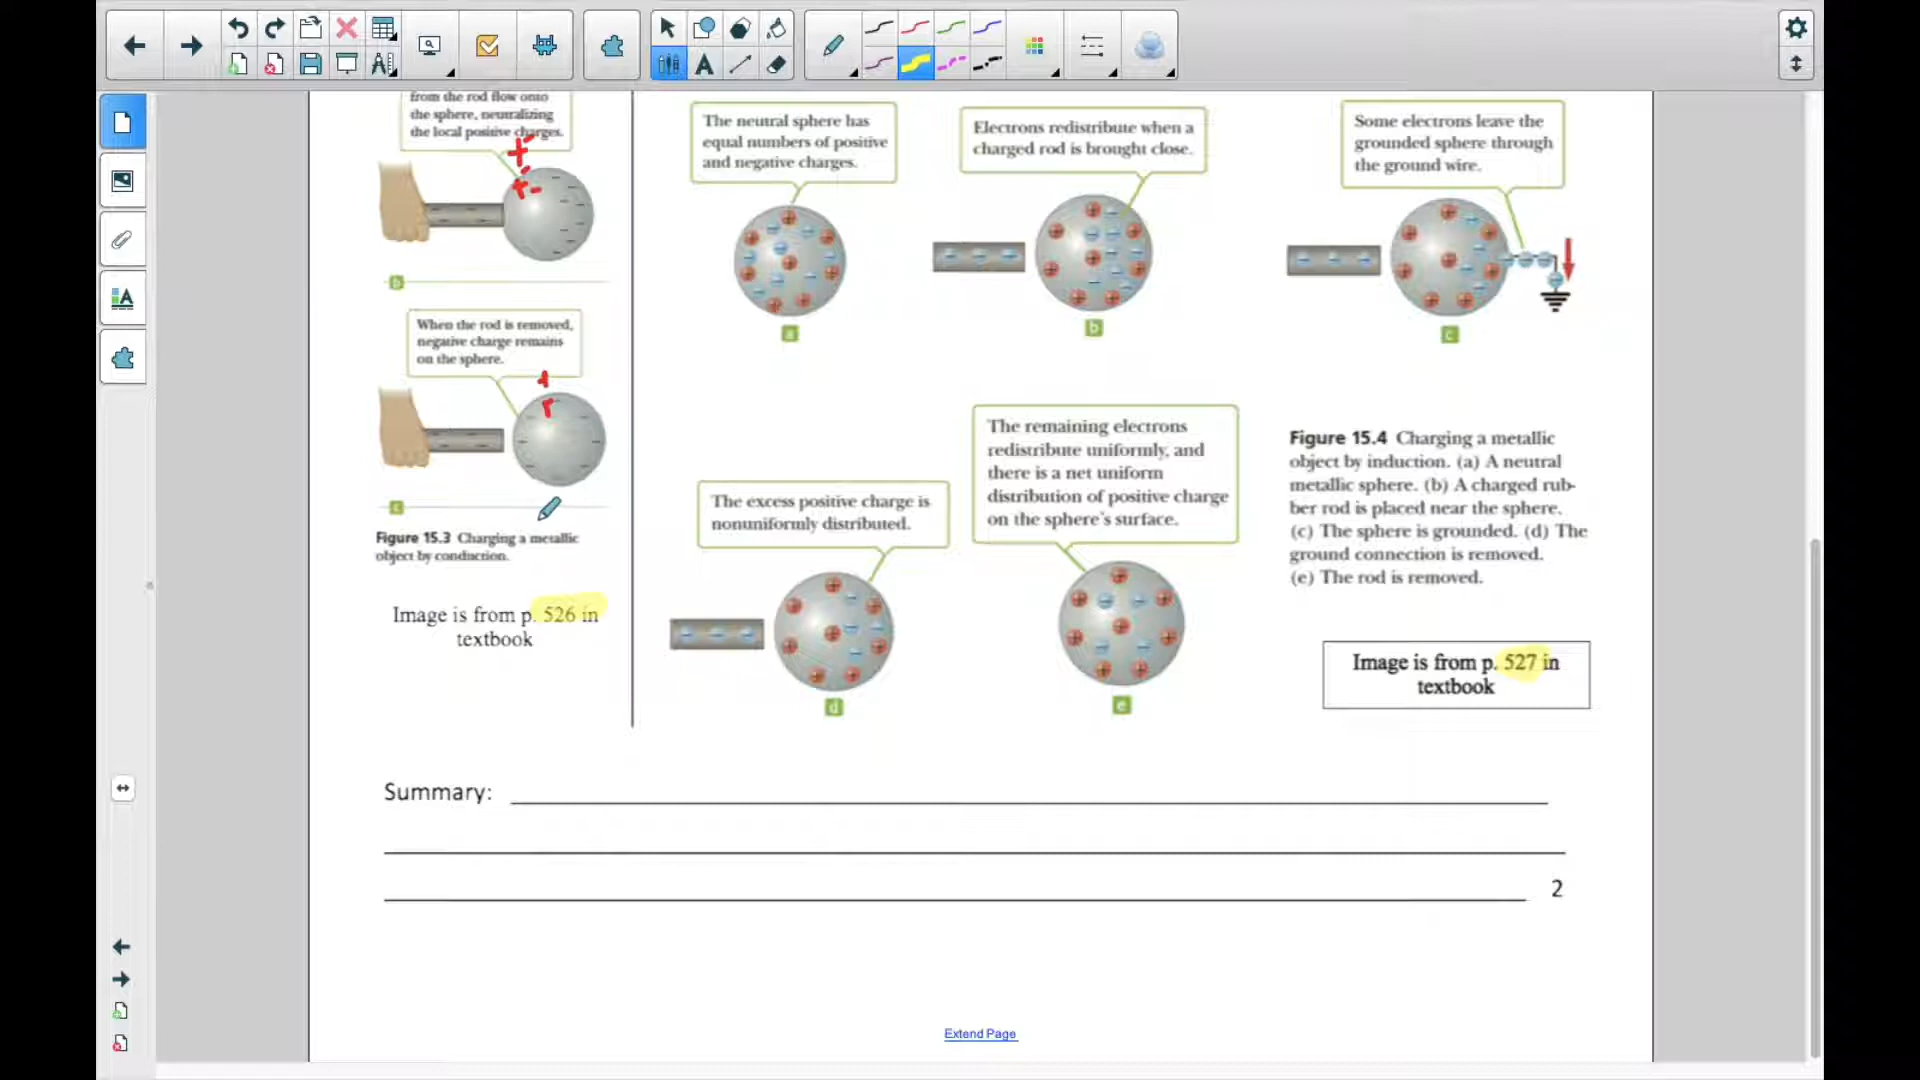 from the rod flow onto
the sphere, neutralizing
the local positive charges.
b
When the rod is removed,
negative charge remains
on the sphere.
c
Figure 15.3 Charging a metallic
object by conduction.
Image is from p. 526 in
textbook
The neutral sphere has
equal numbers of positive
and negative charges.
a
Electrons redistribute when a
charged rod is brought close.
b
Some electrons leave the
grounded sphere through
the ground wire.
c
The excess positive charge is
nonuniformly distributed.
d
The remaining electrons
redistribute uniformly, and
there is a net uniform
distribution of positive charge
on the sphere's surface.
e
Figure 15.4 Charging a metallic
object by induction. (a) A neutral
metallic sphere. (b) A charged rub-
ber rod is placed near the sphere.
(c) The sphere is grounded. (d) The
ground connection is removed.
(e) The rod is removed.
Image is from p. 527 in
textbook
Summary:
2
Extend Page